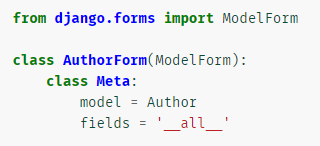 from django.forms import ModelForm

class AuthorForm(ModelForm):
    class Meta:
        model = Author
        fields = '__all__'